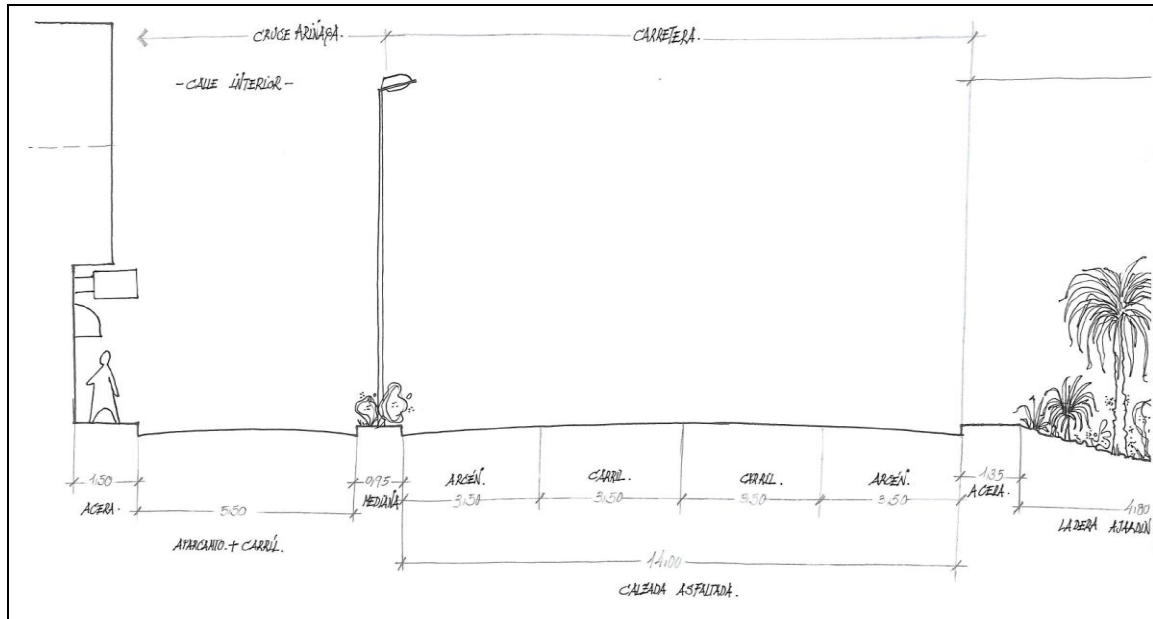 CRUCE ARINAGA.
CARRETERA.
-CALLE INTERIOR-
1'50
ACERA.
5'50
APARCAMTO.+ CARRIL.
0'95
MEDIANA
ARCÉN.
3'50
CARRIL.
3'50
CARRIL.
3'50
ARCÉN.
3'50
1'35
ACERA.
4'80
LADERA AJARDIN
14'00
CALZADA ASFALTADA.